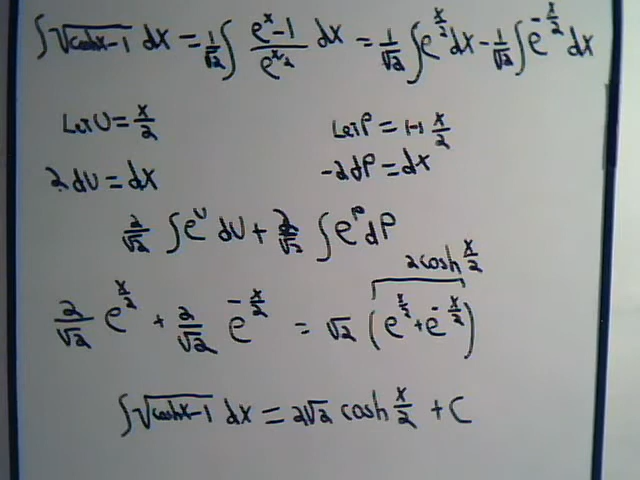 ∫√(cosh x-1) dx = 1/√2 ∫ (e^x - 1)/(e^(x/2)) dx = 1/√2 ∫ e^(x/2) dx - 1/√2 ∫ e^(-x/2) dx
Let U = x/2 Let P = - x/2
2 dU = dx -2dP = dx
2/√2 ∫ e^U dU + 2/√2 ∫ e^P dP
2cosh x/2
2/√2 e^(x/2) + 2/√2 e^(-x/2) = √2 (e^(x/2) + e^(-x/2))
∫√(cosh x-1) dx = 2√2 cosh x/2 + C